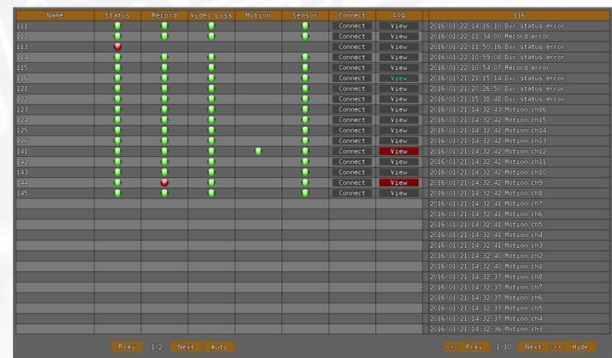 Name Status Record Video Loss Motion Sensor Connect Log 116
111 Connect View 2016/01/22 14:16:10 Dvr status error
112 Connect View 2016/01/22 12:34:00 Record error
113 Connect View 2016/01/22 11:50:16 Dvr status error
114 Connect View 2016/01/22 10:59:08 Dvr status error
115 Connect View 2016/01/22 10:54:07 Record error
116 Connect View 2016/01/21 21:15:14 Dvr status error
121 Connect View 2016/01/21 20:26:50 Dvr status error
122 Connect View 2016/01/21 15:38:48 Dvr status error
123 Connect View 2016/01/21 14:32:43 Motion ch16
124 Connect View 2016/01/21 14:32:42 Motion ch15
125 Connect View 2016/01/21 14:32:42 Motion ch14
126 Connect View 2016/01/21 14:32:42 Motion ch13
141 Connect View 2016/01/21 14:32:42 Motion ch12
142 Connect View 2016/01/21 14:32:42 Motion ch11
143 Connect View 2016/01/21 14:32:42 Motion ch10
144 Connect View 2016/01/21 14:32:42 Motion ch9
145 Connect View 2016/01/21 14:32:42 Motion ch8
2016/01/21 14:32:41 Motion ch7
2016/01/21 14:32:41 Motion ch6
2016/01/21 14:32:41 Motion ch5
2016/01/21 14:32:41 Motion ch4
2016/01/21 14:32:41 Motion ch3
2016/01/21 14:32:40 Motion ch2
2016/01/21 14:32:40 Motion ch1
2016/01/21 14:32:37 Motion ch8
2016/01/21 14:32:37 Motion ch7
2016/01/21 14:32:37 Motion ch6
2016/01/21 14:32:37 Motion ch5
2016/01/21 14:32:37 Motion ch4
2016/01/21 14:32:36 Motion ch3
Prev 1/2 Next Auto << Prev 1/10 Next >> Hide